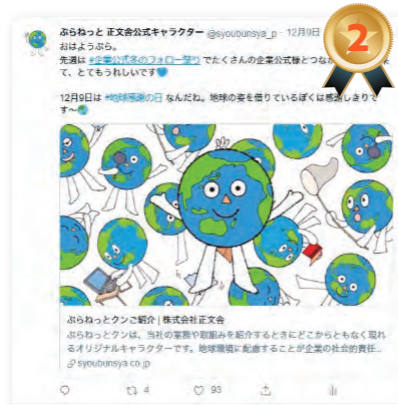 ぷらねっと 正文舎公式キャラクター @syoubunsya_p · 12月9日
2
おはようぷら。
先週は #企業公式冬のフォロー祭り でたくさんの企業公式様とつなが
て、とてもうれしいです💙
12月9日は #地球感謝の日 なんだね。地球の姿を借りているぼくは感謝しきりで
す～🌏
ぷらねっとクンご紹介 | 株式会社正文舎
ぷらねっとクンは、当社の業務や取組みを紹介するときにどこからともなく現れ
るオリジナルキャラクターです。地球環境に配慮することが企業の社会的責任...
syoubunsya.co.jp
4
93